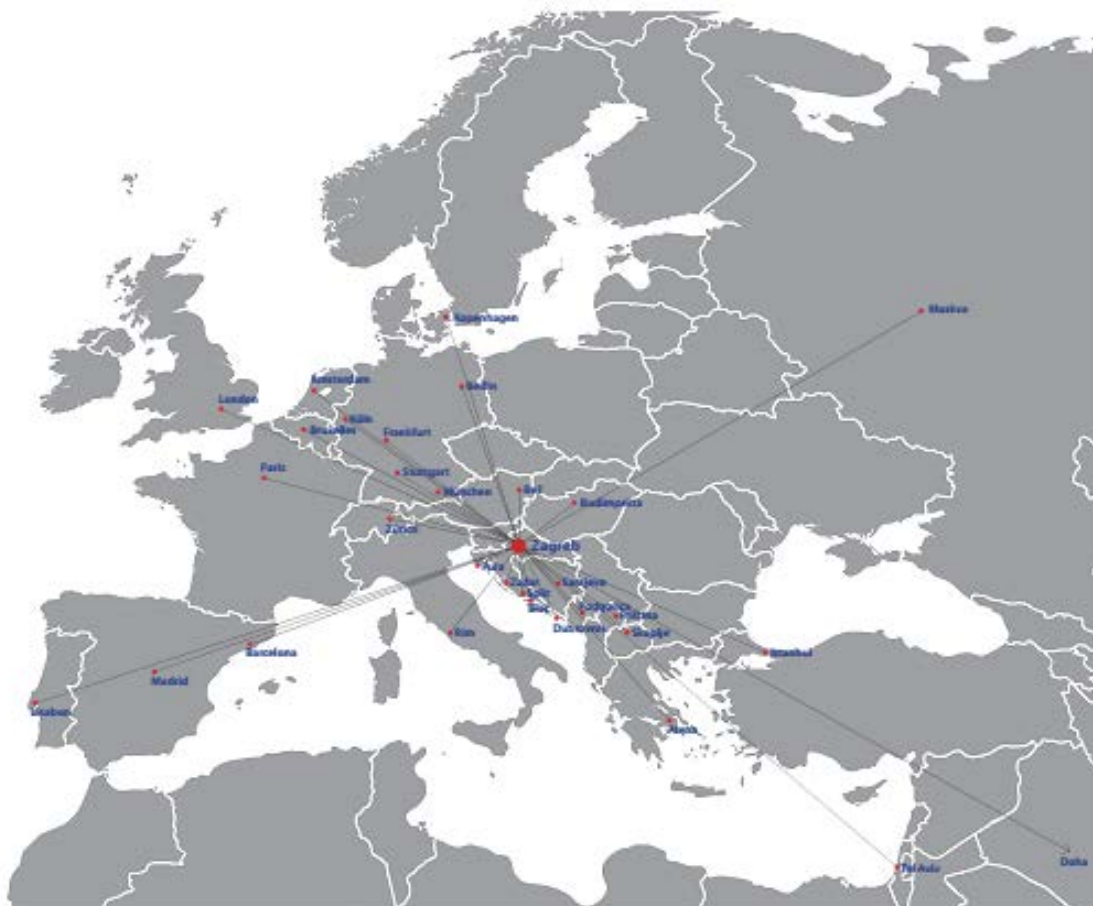 Kopenhagen
Moskva
Amsterdam
Berlin
London
Köln
Bruxelles
Frankfurt
Paris
Stuttgart
München
Beč
Budimpešta
Zürich
Zagreb
Pula
Zadar
Sarajevo
Split
Brač
Podgorica
Priština
Dubrovnik
Skopje
Rim
Istanbul
Barcelona
Madrid
Lisabon
Atena
Doha
Tel Aviv